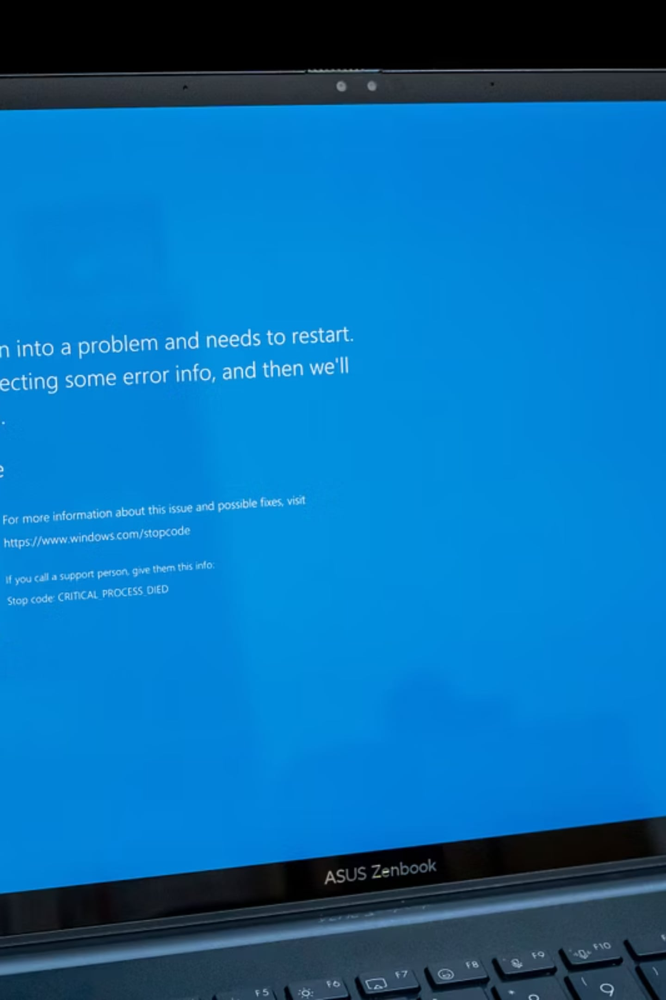 n into a problem and needs to restart.
ecting some error info, and then we'll
.
e
For more information about this issue and possible fixes, visit
https://www.windows.com/stopcode
If you call a support person, give them this info:
Stop code: CRITICAL_PROCESS_DIED
ASUS Zenbook
F5 F6 F7 F8 F9 F10
* 9